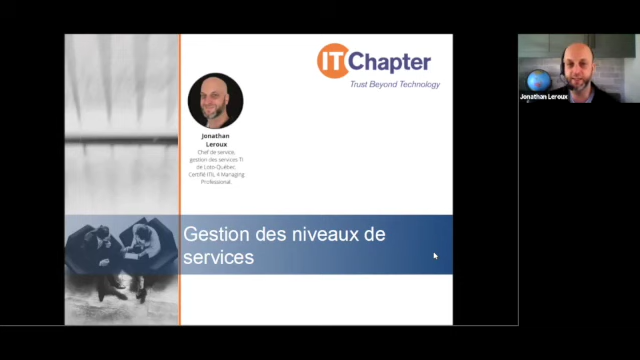 ITChapter
Trust Beyond Technology
Jonathan
Leroux
Chef de service
gestion des services TI
de Loto-Québec
Certifié ITIL 4 Managing
Professional.
Gestion des niveaux de
services
Jonathan Leroux